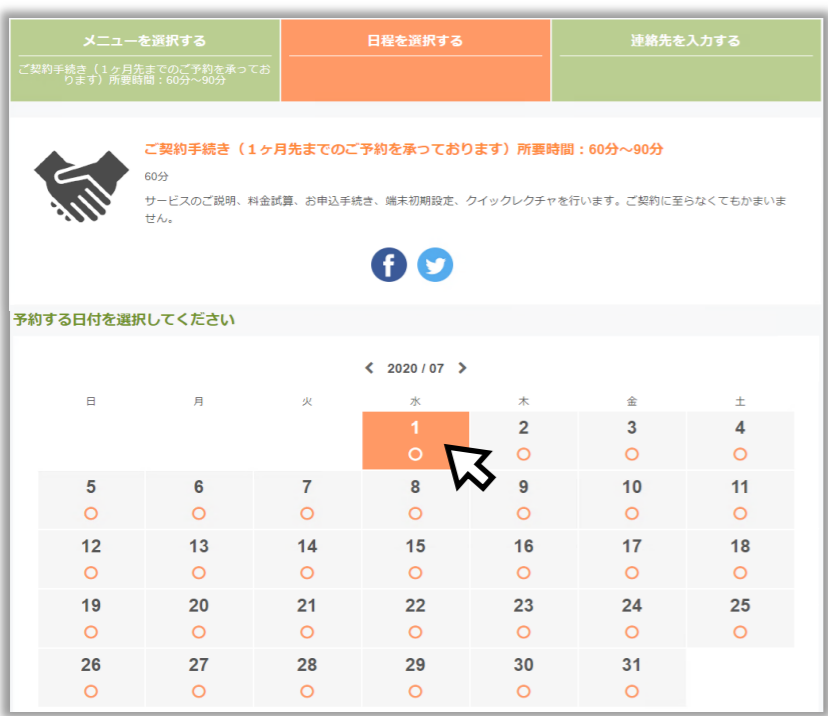 メニューを選択する
日程を選択する
連絡先を入力する
ご契約手続き（１ヶ月先までのご予約を承ってお
ります）所要時間：60分～90分
ご契約手続き（１ヶ月先までのご予約を承っております）所要時間：60分～90分
60分
サービスのご説明、料金試算、お申込手続き、端末初期設定、クイックレクチャを行います。ご契約に至らなくてもかまいま
せん。
予約する日付を選択してください
2020 / 07
日 月 火 水 木 金 土
1 2 3 4
5 6 7 8 9 10 11
12 13 14 15 16 17 18
19 20 21 22 23 24 25
26 27 28 29 30 31